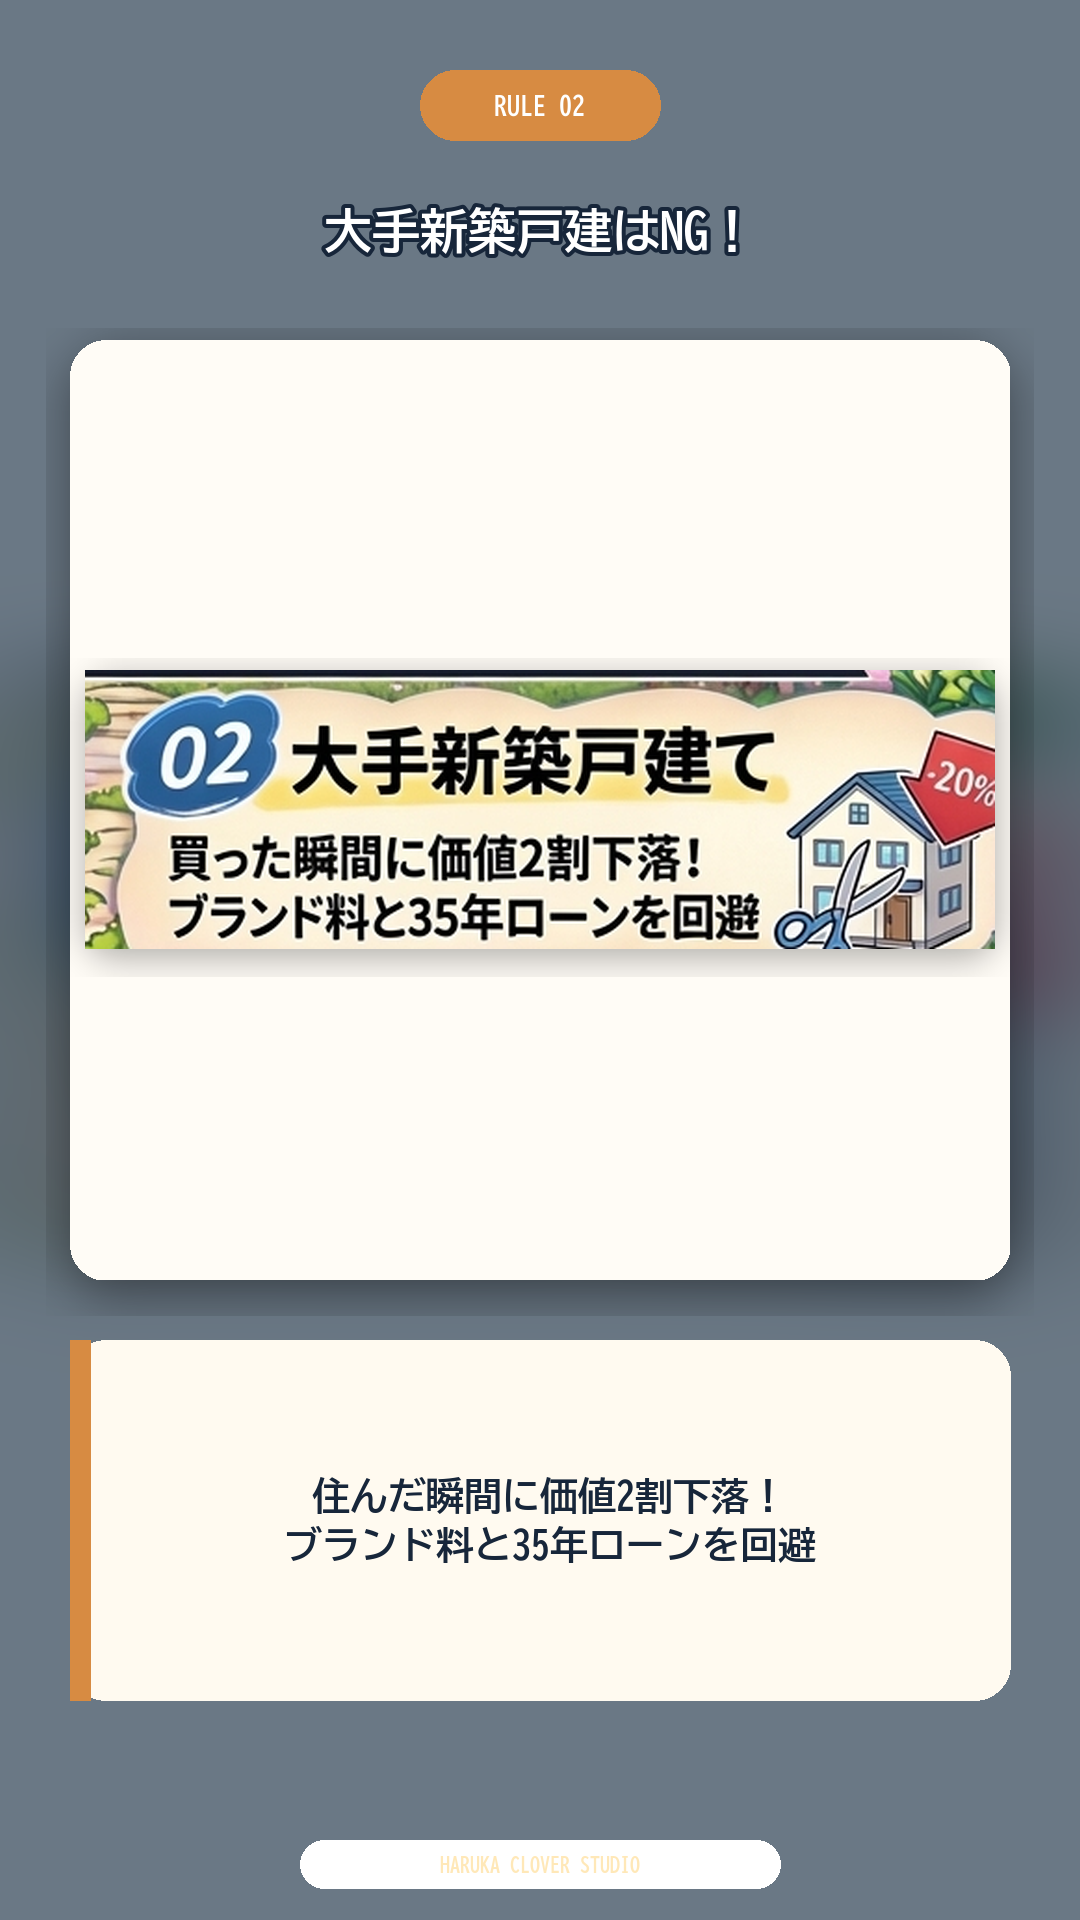 RULE 02
大手新築戸建はNG！
02 大手新築戸建て
-20%
買った瞬間に価値2割下落！
ブランド料と35年ローンを回避
住んだ瞬間に価値2割下落！
ブランド料と35年ローンを回避
HARUKA CLOVER STUDIO